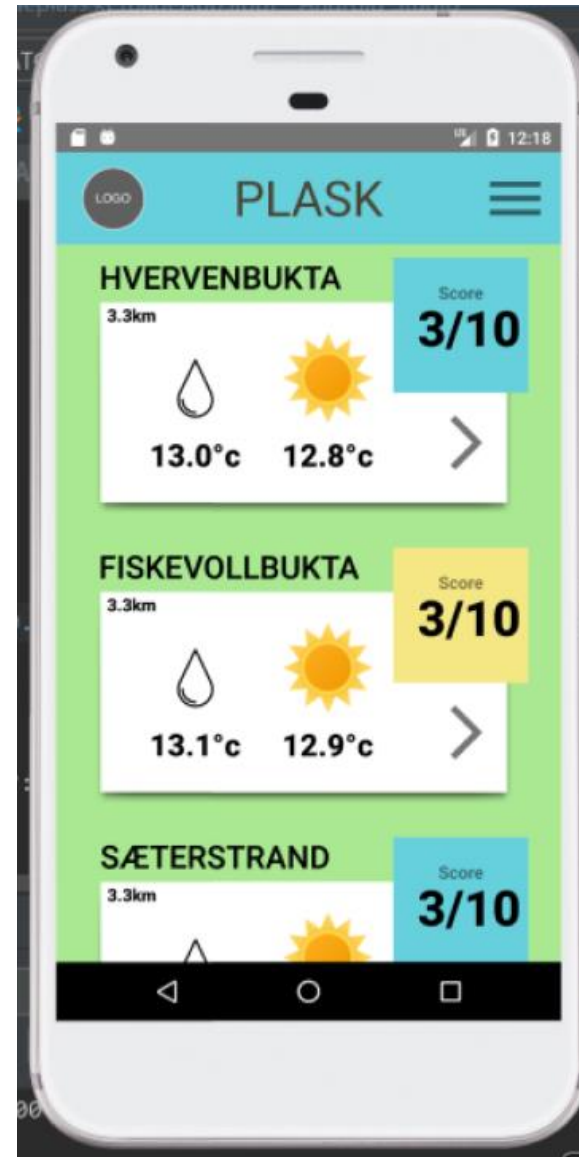 12:18
LOGO
PLASK
HVERVENBUKTA
3.3km
Score
3/10
13.0°c
12.8°c
FISKEVOLLBUKTA
3.3km
Score
3/10
13.1°c
12.9°c
SÆTERSTRAND
3.3km
Score
3/10